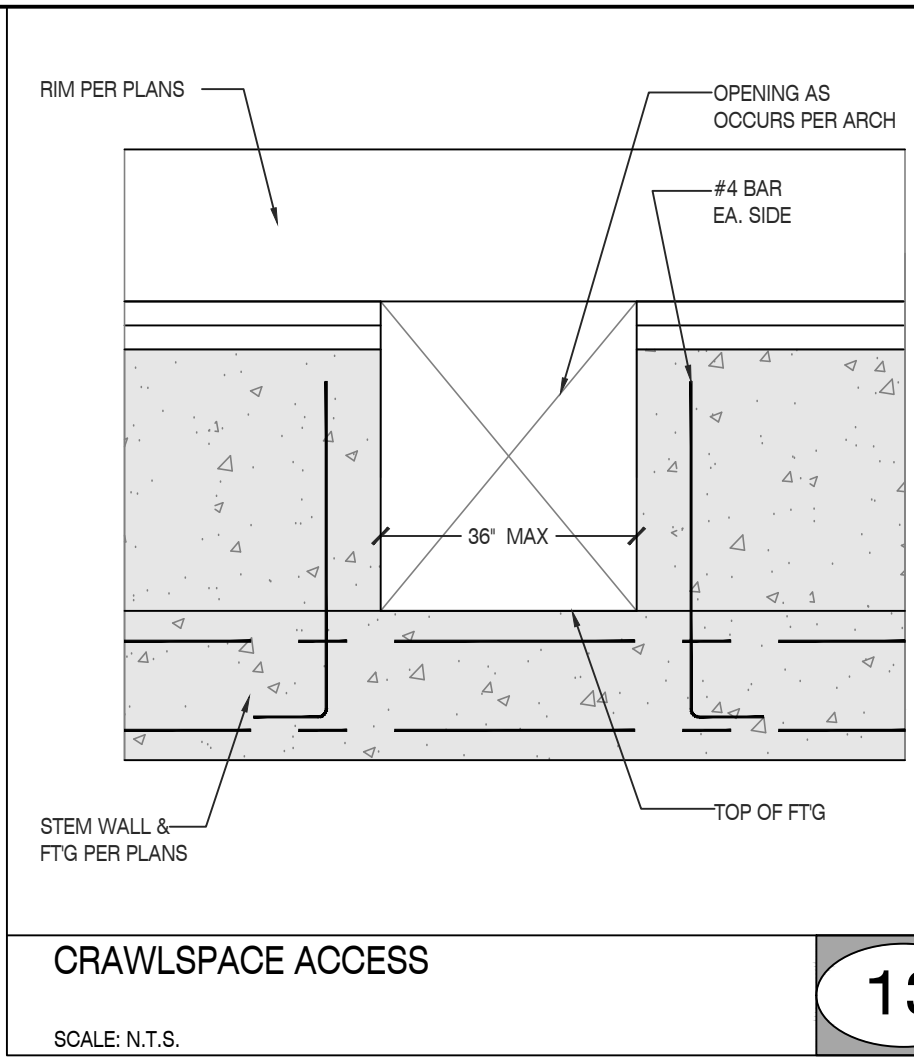 RIM PER PLANS
OPENING AS
OCCURS PER ARCH
#4 BAR
EA. SIDE
36" MAX
STEM WALL &
FT'G PER PLANS
TOP OF FT'G
CRAWLSPACE ACCESS
SCALE: N.T.S.